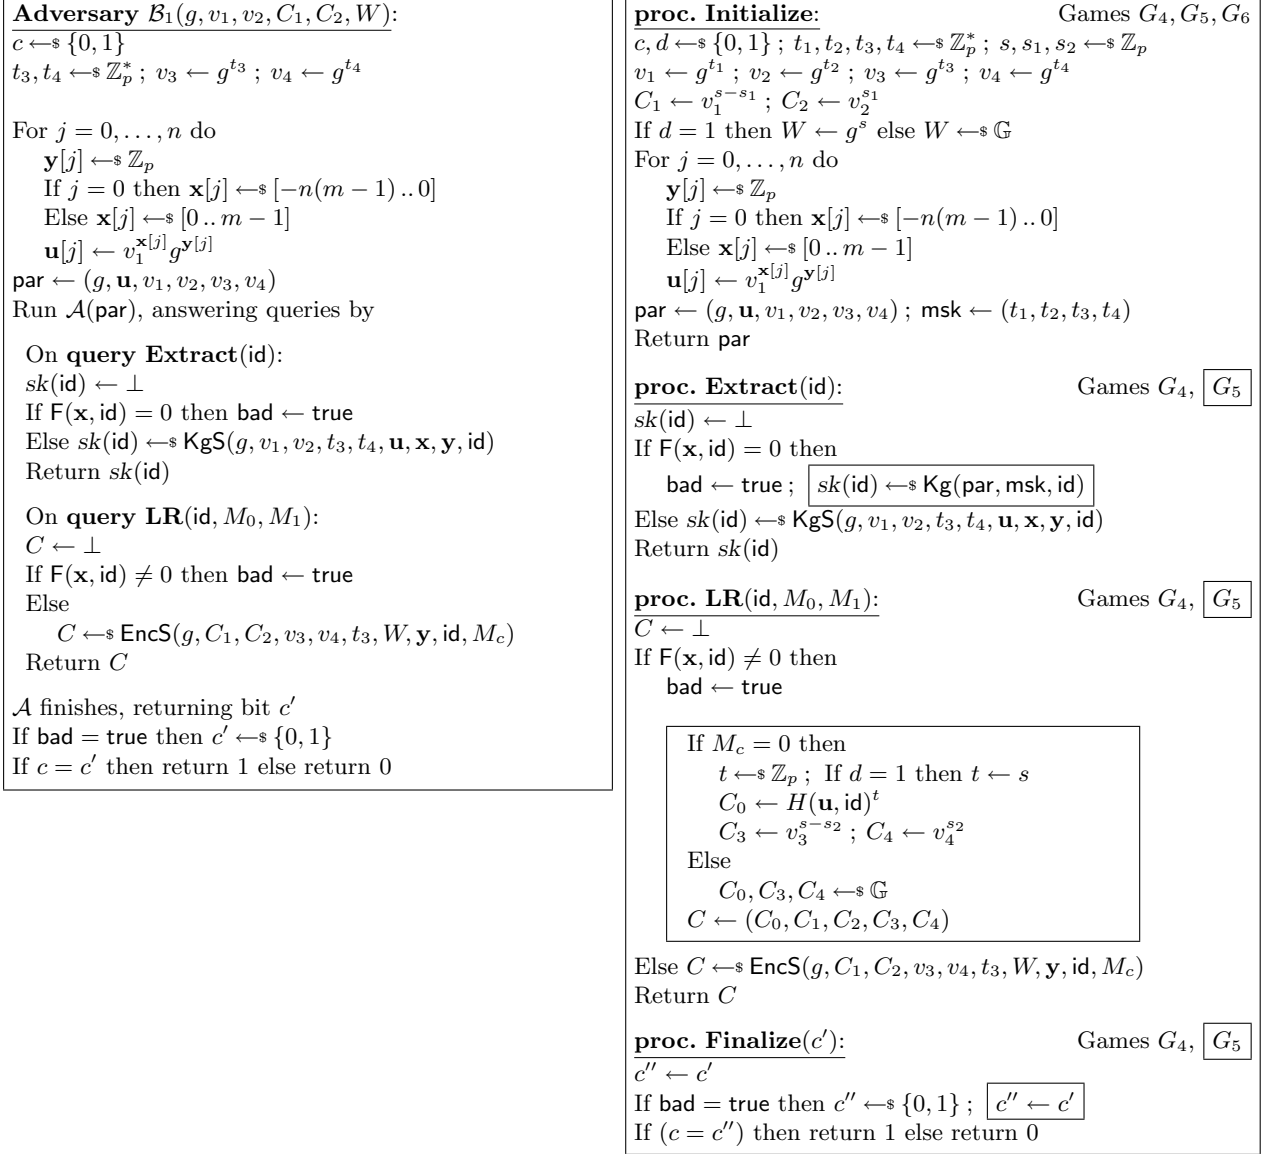 Adversary B₁(g, v₁, v₂, C₁, C₂, W):
c ←$ {0, 1}
t₃, t₄ ←$ ℤₚ* ; v₃ ← g^{t₃} ; v₄ ← g^{t₄}
For j = 0, . . . , n do
y[j] ←$ ℤₚ
If j = 0 then x[j] ←$ [−n(m − 1) .. 0]
Else x[j] ←$ [0 .. m − 1]
u[j] ← v₁^{x[j]} g^{y[j]}
par ← (g, u, v₁, v₂, v₃, v₄)
Run A(par), answering queries by
On query Extract(id):
sk(id) ← ⊥
If F(x, id) = 0 then bad ← true
Else sk(id) ←$ KgS(g, v₁, v₂, t₃, t₄, u, x, y, id)
Return sk(id)
On query LR(id, M₀, M₁):
C ← ⊥
If F(x, id) ≠ 0 then bad ← true
Else
C ←$ EncS(g, C₁, C₂, v₃, v₄, t₃, W, y, id, M_c)
Return C
A finishes, returning bit c′
If bad = true then c′ ←$ {0, 1}
If c = c′ then return 1 else return 0
proc. Initialize: Games G₄, G₅, G₆
c, d ←$ {0, 1} ; t₁, t₂, t₃, t₄ ←$ ℤₚ* ; s, s₁, s₂ ←$ ℤₚ
v₁ ← g^{t₁} ; v₂ ← g^{t₂} ; v₃ ← g^{t₃} ; v₄ ← g^{t₄}
C₁ ← v₁^{s−s₁} ; C₂ ← v₂^{s₁}
If d = 1 then W ← g^s else W ←$ 𝔾
For j = 0, . . . , n do
y[j] ←$ ℤₚ
If j = 0 then x[j] ←$ [−n(m − 1) .. 0]
Else x[j] ←$ [0 .. m − 1]
u[j] ← v₁^{x[j]} g^{y[j]}
par ← (g, u, v₁, v₂, v₃, v₄) ; msk ← (t₁, t₂, t₃, t₄)
Return par
proc. Extract(id): Games G₄, G₅
sk(id) ← ⊥
If F(x, id) = 0 then
bad ← true ; sk(id) ←$ Kg(par, msk, id)
Else sk(id) ←$ KgS(g, v₁, v₂, t₃, t₄, u, x, y, id)
Return sk(id)
proc. LR(id, M₀, M₁): Games G₄, G₅
C ← ⊥
If F(x, id) ≠ 0 then
bad ← true
If M_c = 0 then
t ←$ ℤₚ ; If d = 1 then t ← s
C₀ ← H(u, id)^t
C₃ ← v₃^{s−s₂} ; C₄ ← v₄^{s₂}
Else
C₀, C₃, C₄ ←$ 𝔾
C ← (C₀, C₁, C₂, C₃, C₄)
Else C ←$ EncS(g, C₁, C₂, v₃, v₄, t₃, W, y, id, M_c)
Return C
proc. Finalize(c′): Games G₄, G₅
c″ ← c′
If bad = true then c″ ←$ {0, 1} ; c″ ← c′
If (c = c″) then return 1 else return 0